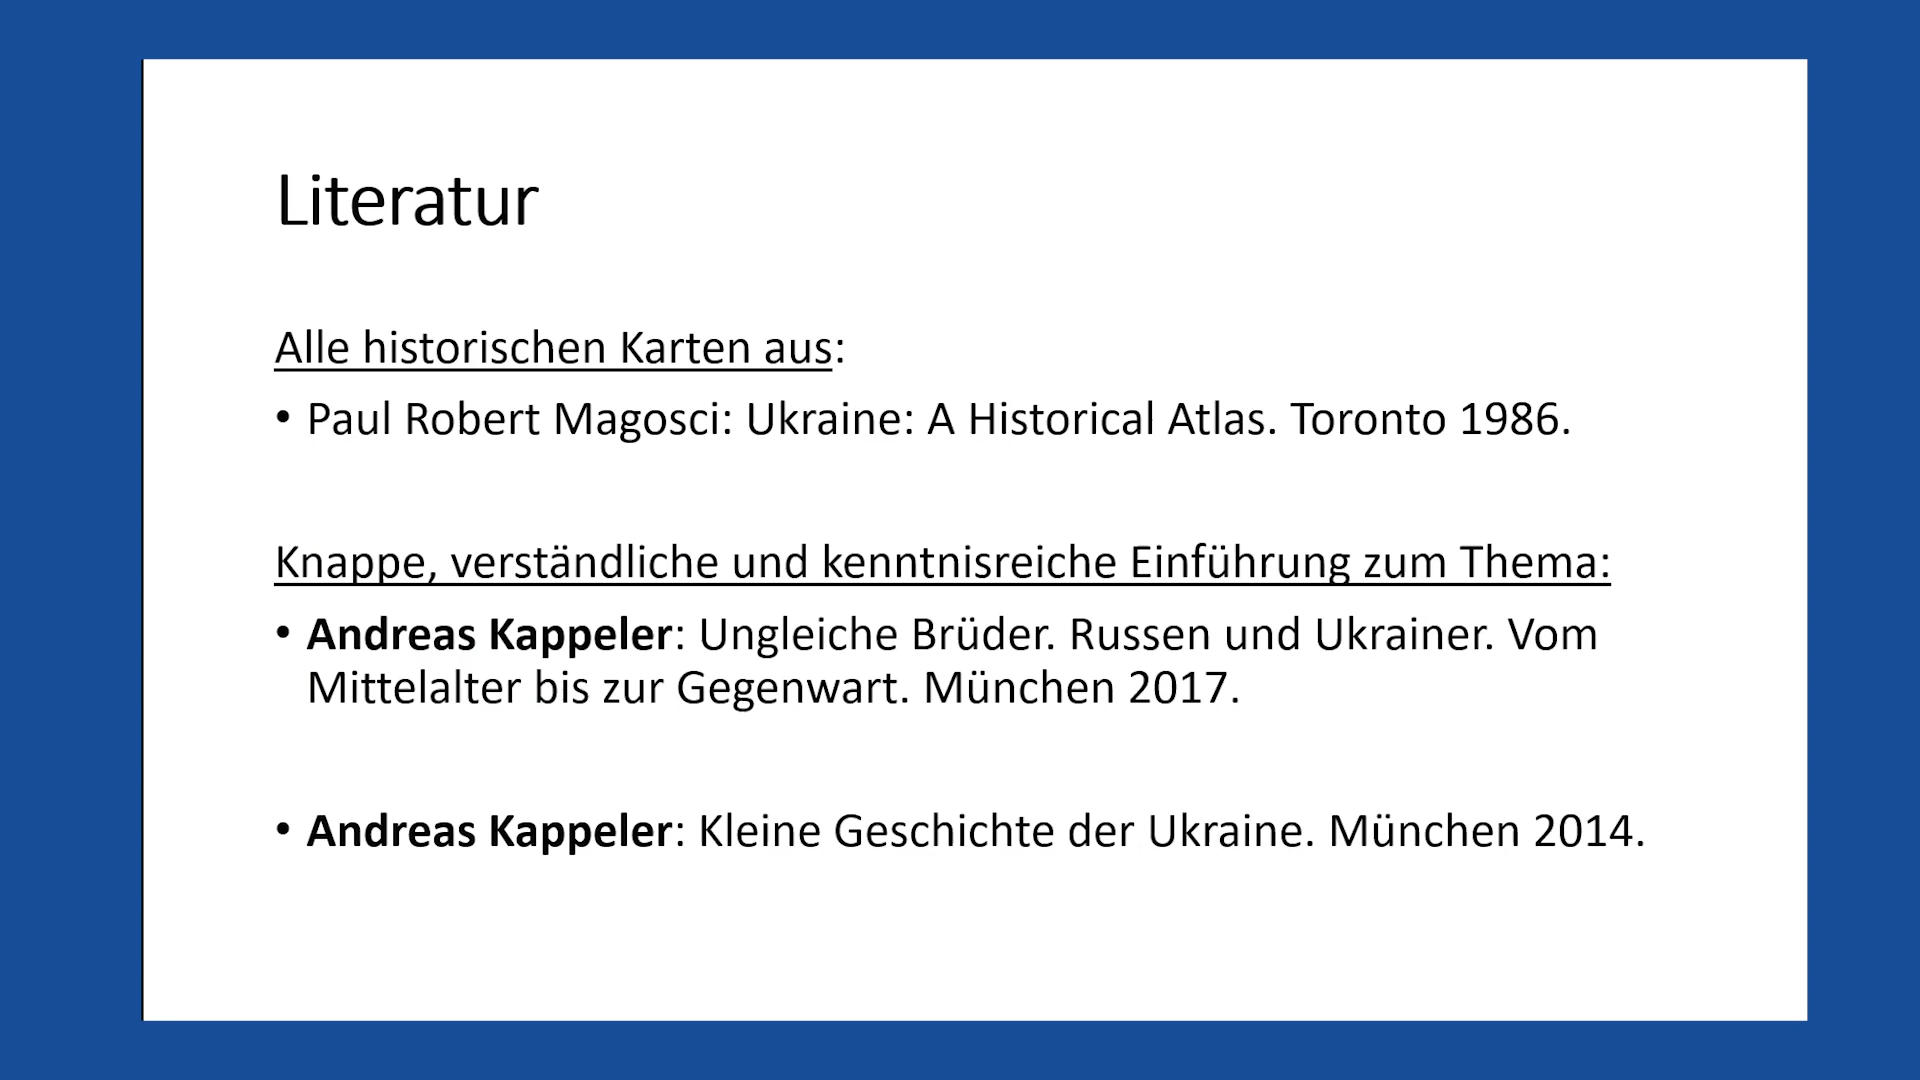 Literatur
Alle historischen Karten aus:
• Paul Robert Magosci: Ukraine: A Historical Atlas. Toronto 1986.
Knappe, verständliche und kenntnisreiche Einführung zum Thema:
• Andreas Kappeler: Ungleiche Brüder. Russen und Ukrainer. Vom
Mittelalter bis zur Gegenwart. München 2017.
• Andreas Kappeler: Kleine Geschichte der Ukraine. München 2014.